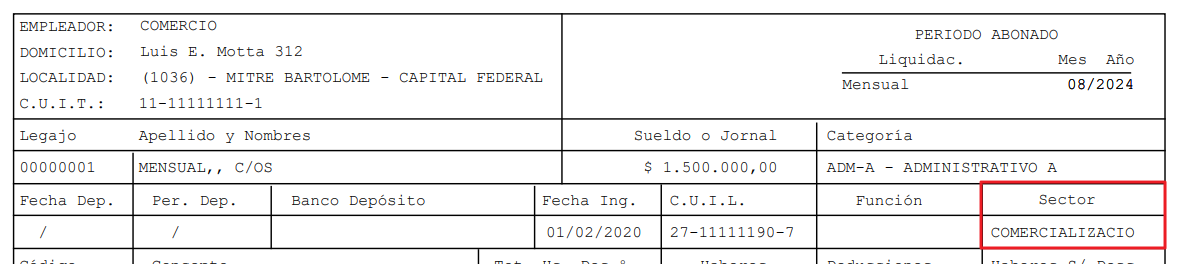 EMPLEADOR: COMERCIO
DOMICILIO: Luis E. Motta 312
LOCALIDAD: (1036) - MITRE BARTOLOME - CAPITAL FEDERAL
C.U.I.T.: 11-11111111-1
PERIODO ABONADO
Liquidac. Mes Año
Mensual 08/2024
Legajo Apellido y Nombres Sueldo o Jornal Categoría
00000001 MENSUAL,, C/OS $ 1.500.000,00 ADM-A - ADMINISTRATIVO A
Fecha Dep. Per. Dep. Banco Depósito Fecha Ing. C.U.I.L. Función Sector
/ / 01/02/2020 27-11111190-7 COMERCIALIZACIO